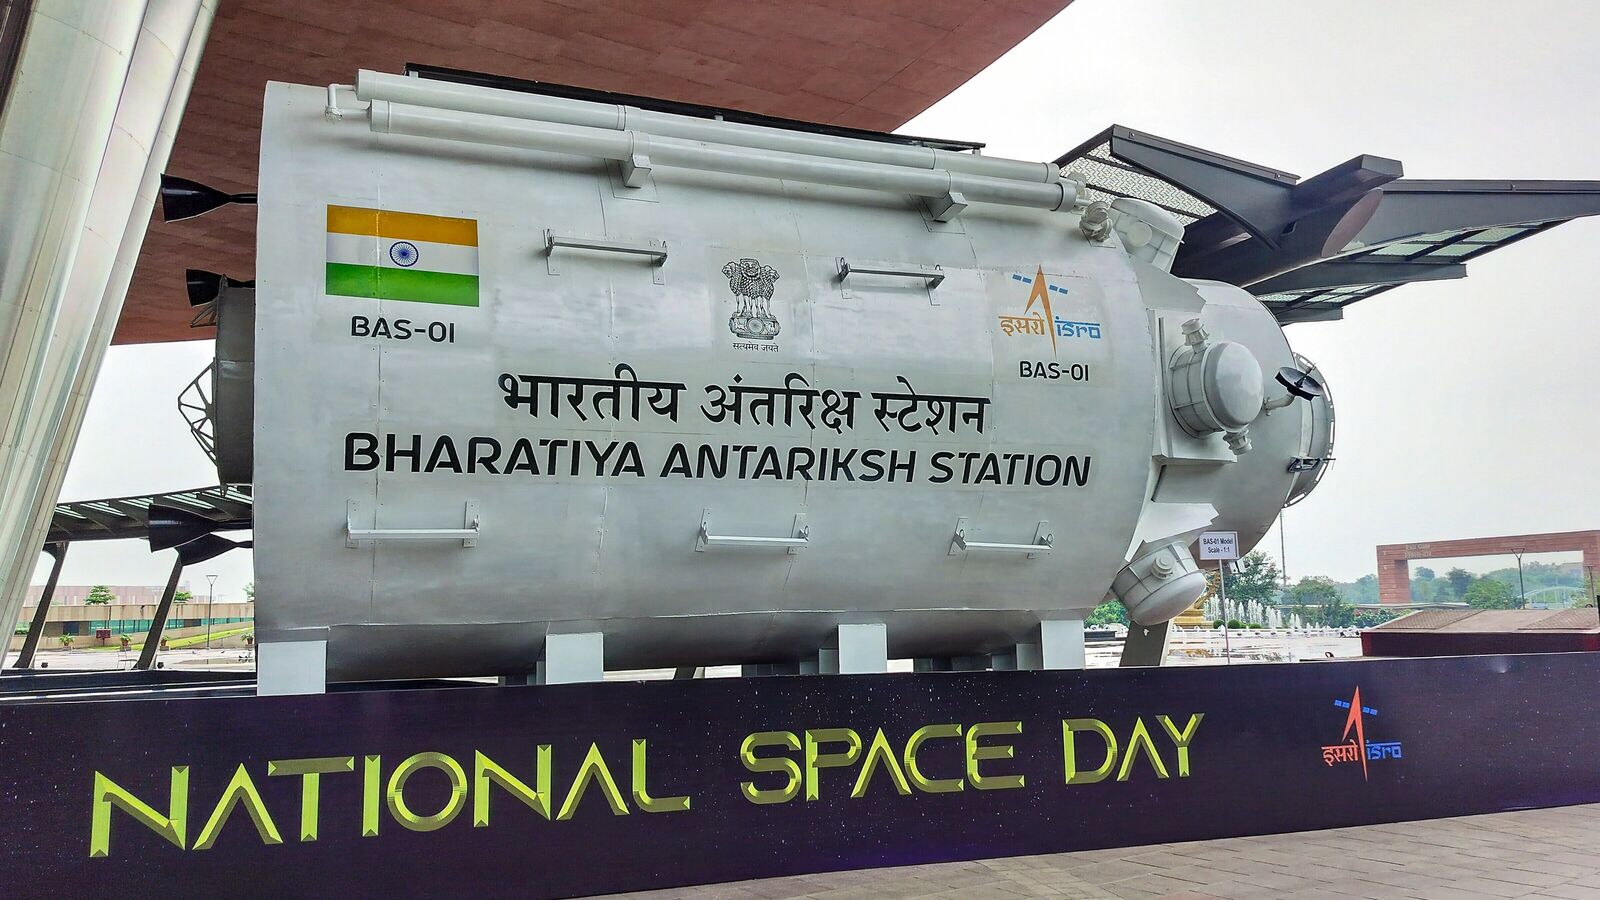 BAS-01
सत्यमेव जयते
इसरो isro
BAS-01
भारतीय अंतरिक्ष स्टेशन
BHARATIYA ANTARIKSH STATION
BAS-01 Model
Scale - 1:1
NATIONAL SPACE DAY
इसरो isro